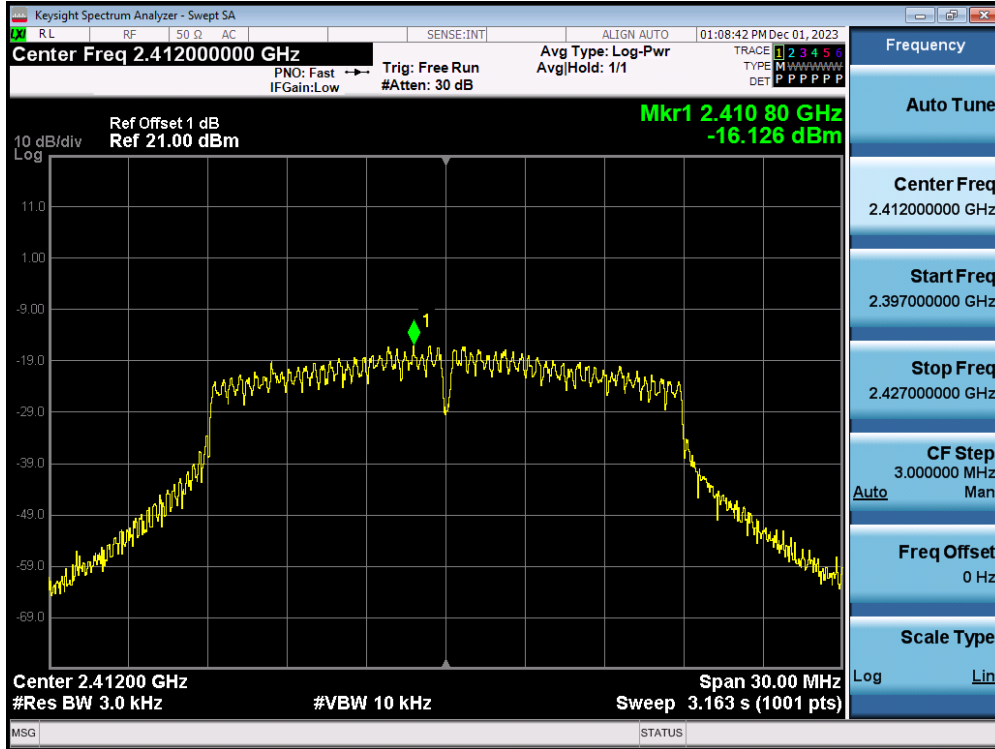 Keysight Spectrum Analyzer - Swept SA
LXI RL RF 50 Ω AC SENSE:INT ALIGN AUTO 01:08:42 PM Dec 01, 2023
Center Freq 2.412000000 GHz
PNO: Fast
IFGain:Low
Trig: Free Run
#Atten: 30 dB
Avg Type: Log-Pwr
Avg|Hold: 1/1
TRACE 1 2 3 4 5 6
TYPE M W W W W W
DET P P P P P P
Mkr1 2.410 80 GHz
-16.126 dBm
Ref Offset 1 dB
10 dB/div Ref 21.00 dBm
Log
11.0
1.00
-9.00
1
-19.0
-29.0
-39.0
-49.0
-59.0
-69.0
Center 2.41200 GHz Span 30.00 MHz
#Res BW 3.0 kHz #VBW 10 kHz Sweep 3.163 s (1001 pts)
MSG STATUS
Frequency
Auto Tune
Center Freq
2.412000000 GHz
Start Freq
2.397000000 GHz
Stop Freq
2.427000000 GHz
CF Step
3.000000 MHz
Auto Man
Freq Offset
0 Hz
Scale Type
Log Lin